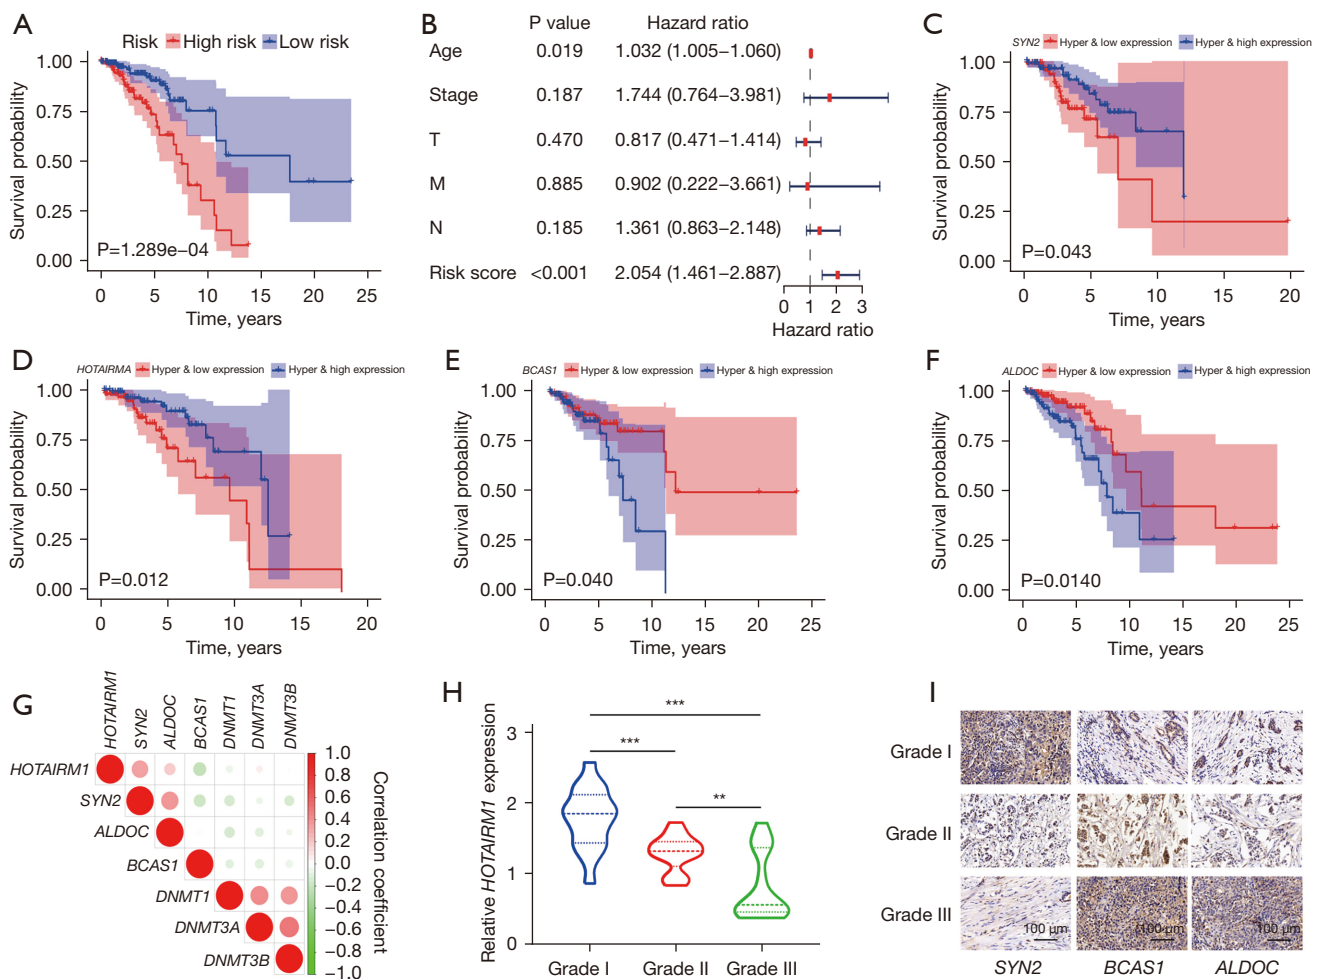 A
Risk High risk Low risk
Survival probability
1.00
0.75
0.50
0.25
0.00
P=1.289e–04
0 5 10 15 20 25
Time, years
B
P value Hazard ratio
Age 0.019 1.032 (1.005–1.060)
Stage 0.187 1.744 (0.764–3.981)
T 0.470 0.817 (0.471–1.414)
M 0.885 0.902 (0.222–3.661)
N 0.185 1.361 (0.863–2.148)
Risk score <0.001 2.054 (1.461–2.887)
0 1 2 3
Hazard ratio
C
SYN2 Hyper & low expression Hyper & high expression
Survival probability
1.00
0.75
0.50
0.25
0.00
P=0.043
0 5 10 15 20
Time, years
D
HOTAIRMA Hyper & low expression Hyper & high expression
Survival probability
1.00
0.75
0.50
0.25
0.00
P=0.012
0 5 10 15 20
Time, years
E
BCAS1 Hyper & low expression Hyper & high expression
Survival probability
1.00
0.75
0.50
0.25
0.00
P=0.040
0 5 10 15 20 25
Time, years
F
ALDOC Hyper & low expression Hyper & high expression
Survival probability
1.00
0.75
0.50
0.25
0.00
P=0.0140
0 5 10 15 20 25
Time, years
G
HOTAIRM1 SYN2 ALDOC BCAS1 DNMT1 DNMT3A DNMT3B
HOTAIRM1
SYN2
ALDOC
BCAS1
DNMT1
DNMT3A
DNMT3B
1.0
0.8
0.6
0.4
0.2
0.0
–0.2
–0.4
–0.6
–0.8
–1.0
Correlation coefficient
H
Relative HOTAIRM1 expression
3
2
1
0
***
***
**
Grade I Grade II Grade III
I
Grade I
Grade II
Grade III
100 μm 100 μm 100 μm
SYN2 BCAS1 ALDOC